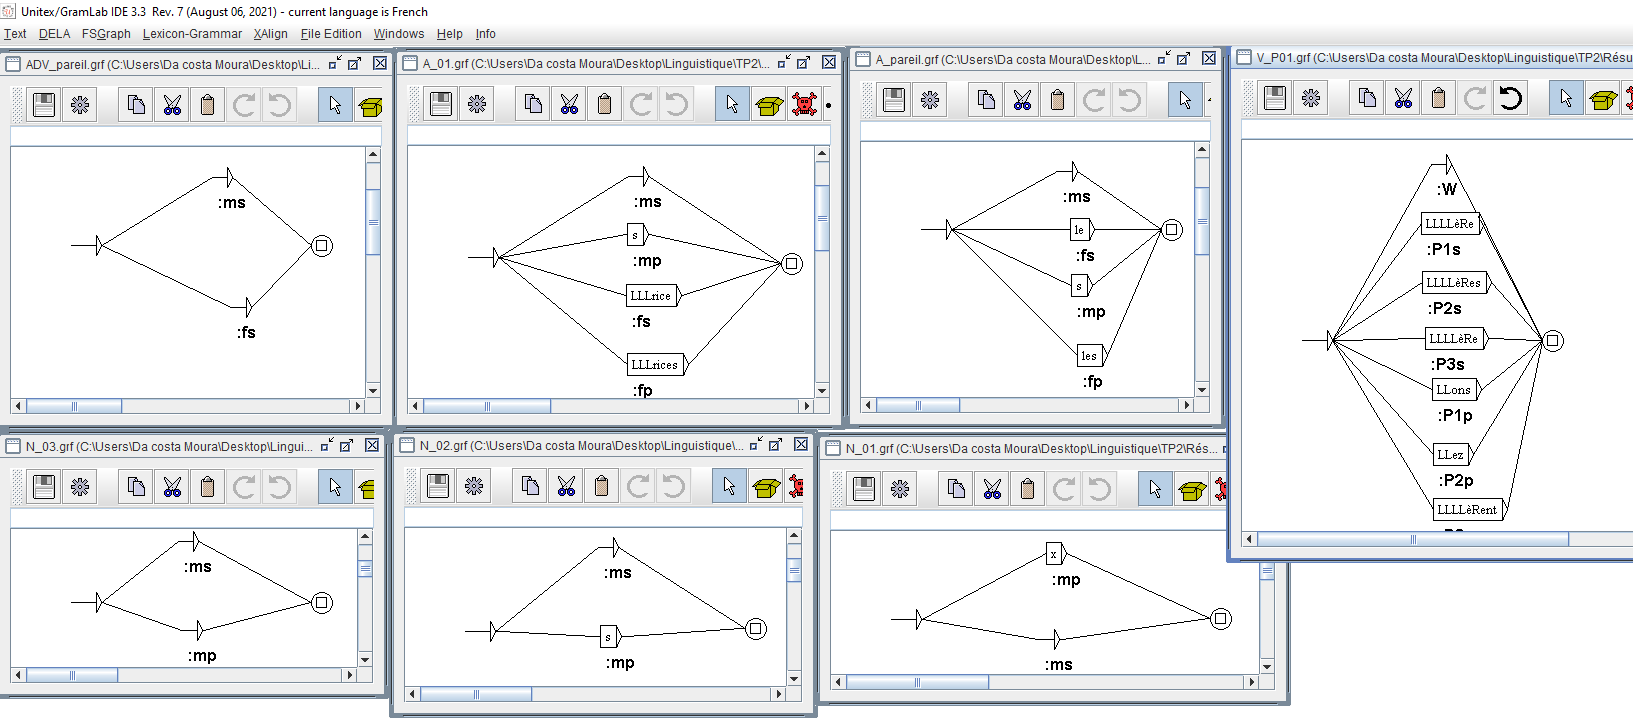 Unitex/GramLab IDE 3.3 Rev. 7 (August 06, 2021) - current language is French
Text DELA FSGraph Lexicon-Grammar XAlign File Edition Windows Help Info
ADV_pareil.grf (C:\Users\Da costa Moura\Desktop\Li...
:ms
:fs
A_01.grf (C:\Users\Da costa Moura\Desktop\Linguistique\TP2\...
:ms
s
:mp
LLLrice
:fs
LLLrices
:fp
A_pareil.grf (C:\Users\Da costa Moura\Desktop\L...
:ms
le
:fs
s
:mp
les
:fp
V_P01.grf (C:\Users\Da costa Moura\Desktop\Linguistique\TP2\Résu
:W
LLLLèRe
:P1s
LLLLèRes
:P2s
LLLLèRe
:P3s
LLons
:P1p
LLez
:P2p
LLLLèRent
N_03.grf (C:\Users\Da costa Moura\Desktop\Lingui...
:ms
:mp
N_02.grf (C:\Users\Da costa Moura\Desktop\Linguistique\...
:ms
s
:mp
N_01.grf (C:\Users\Da costa Moura\Desktop\Linguistique\TP2\Rés...
x
:mp
:ms